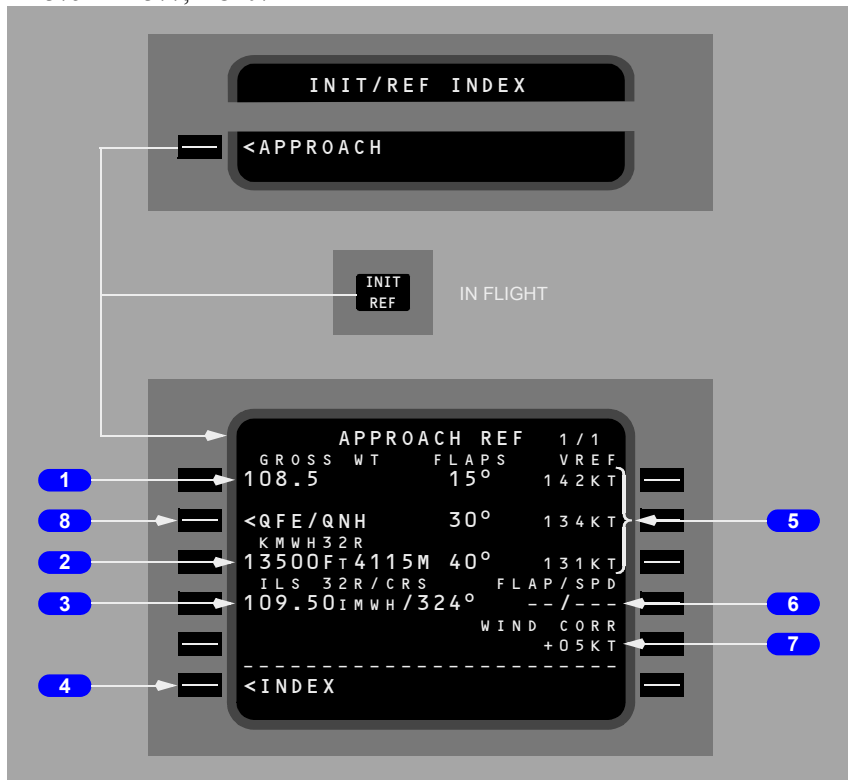 INIT/REF INDEX
<APPROACH
INIT
REF
IN FLIGHT
APPROACH REF 1/1
GROSS WT FLAPS VREF
1 108.5 15° 142KT
8 <QFE/QNH 30° 134KT 5
KMWH32R
2 13500FT4115M 40° 131KT
ILS 32R/CRS FLAP/SPD
3 109.50IMWH/324° --/--- 6
WIND CORR
+05KT 7
--------------------------
4 <INDEX